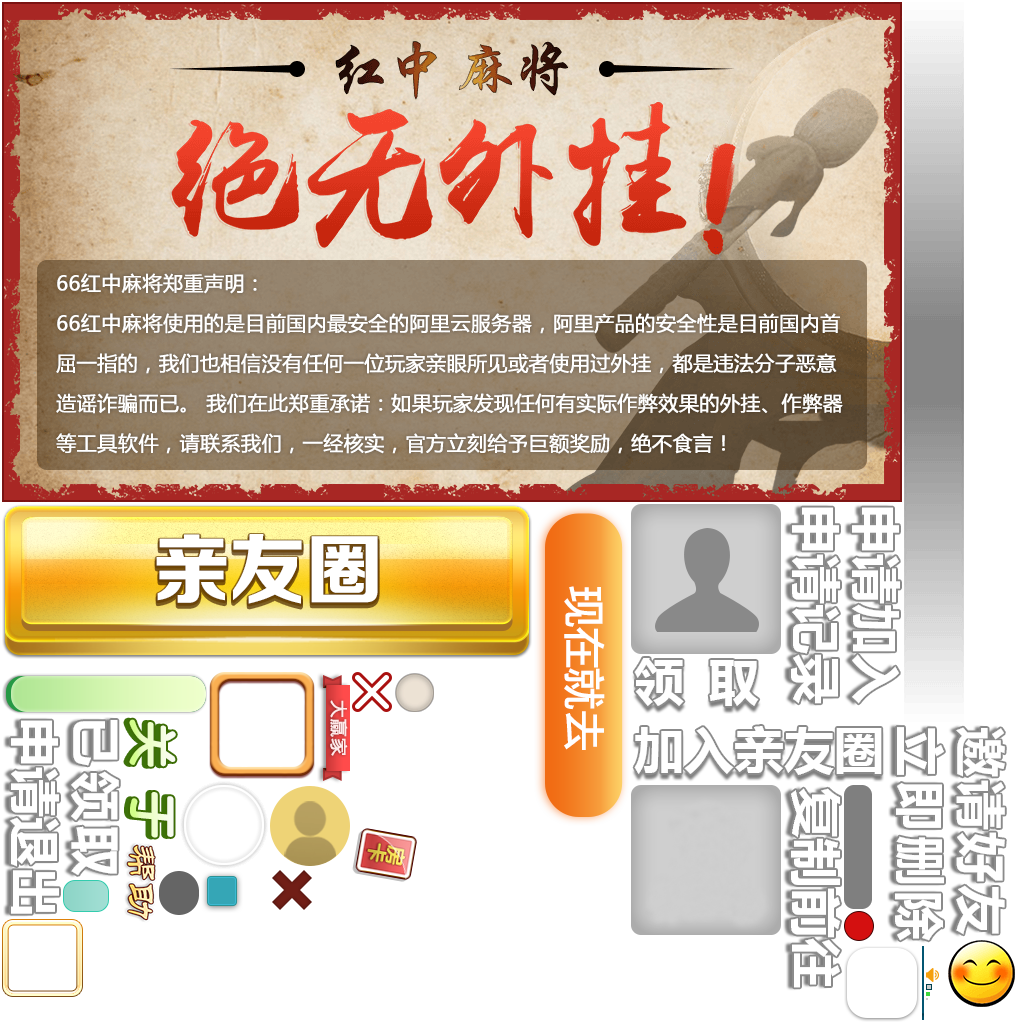 红中 麻将
绝无外挂!
66红中麻将郑重声明：
66红中麻将使用的是目前国内最安全的阿里云服务器，阿里产品的安全性是目前国内首
屈一指的，我们也相信没有任何一位玩家亲眼所见或者使用过外挂，都是违法分子恶意
造谣诈骗而已。 我们在此郑重承诺：如果玩家发现任何有实际作弊效果的外挂、作弊器
等工具软件，请联系我们，一经核实，官方立刻给予巨额奖励，绝不食言！
亲友圈
现在就去
申请记录
申请加入
领 取
大赢家
加入亲友圈
申请退出
已领取
关于
帮助
房卡
复制前往
立即删除
邀请好友